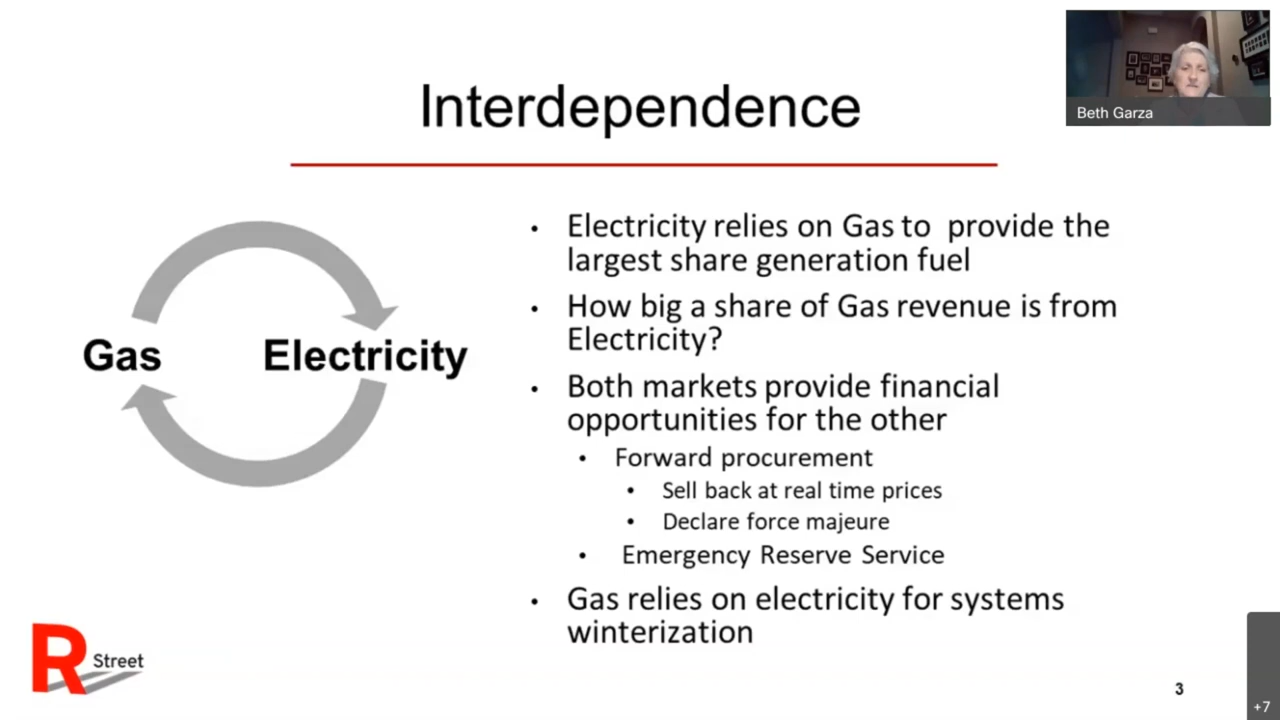 Beth Garza
Interdependence
Gas
Electricity
• Electricity relies on Gas to  provide the
largest share generation fuel
• How big a share of Gas revenue is from
Electricity?
• Both markets provide financial
opportunities for the other
• Forward procurement
• Sell back at real time prices
• Declare force majeure
• Emergency Reserve Service
• Gas relies on electricity for systems
winterization
R Street
3
+7